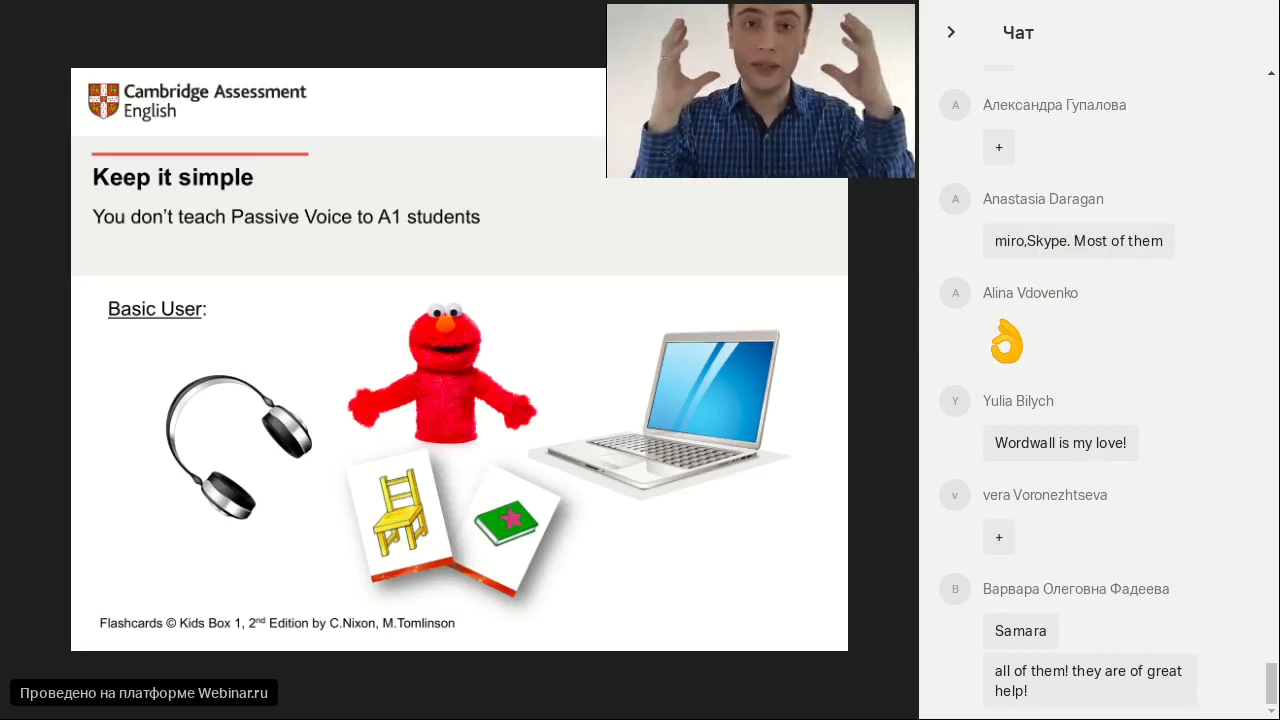 Cambridge Assessment
English
Keep it simple
You don't teach Passive Voice to A1 students
Basic User:
Flashcards © Kids Box 1, 2nd Edition by C.Nixon, M.Tomlinson
Проведено на платформе Webinar.ru
Чат
А
Александра Гупалова
+
A
Anastasia Daragan
miro,Skype. Most of them
A
Alina Vdovenko
Y
Yulia Bilych
Wordwall is my love!
v
vera Voronezhtseva
+
В
Варвара Олеговна Фадеева
Samara
all of them! they are of great
help!